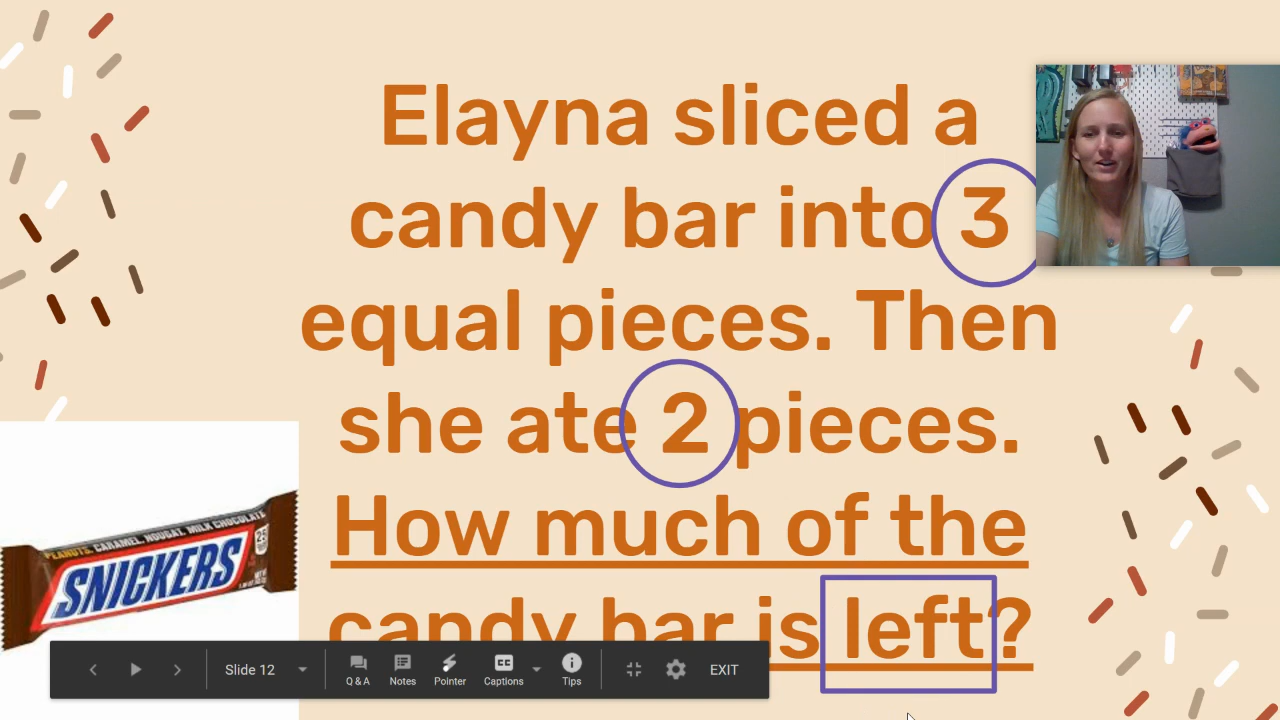 Elayna sliced a
candy bar into 3
equal pieces. Then
she ate 2 pieces.
How much of the
candy bar is left?
PEANUTS, CARAMEL, NOUGAT, MILK CHOCOLATE
SNICKERS
Slide 12
Q & A
Notes
Pointer
CC
Captions
Tips
EXIT